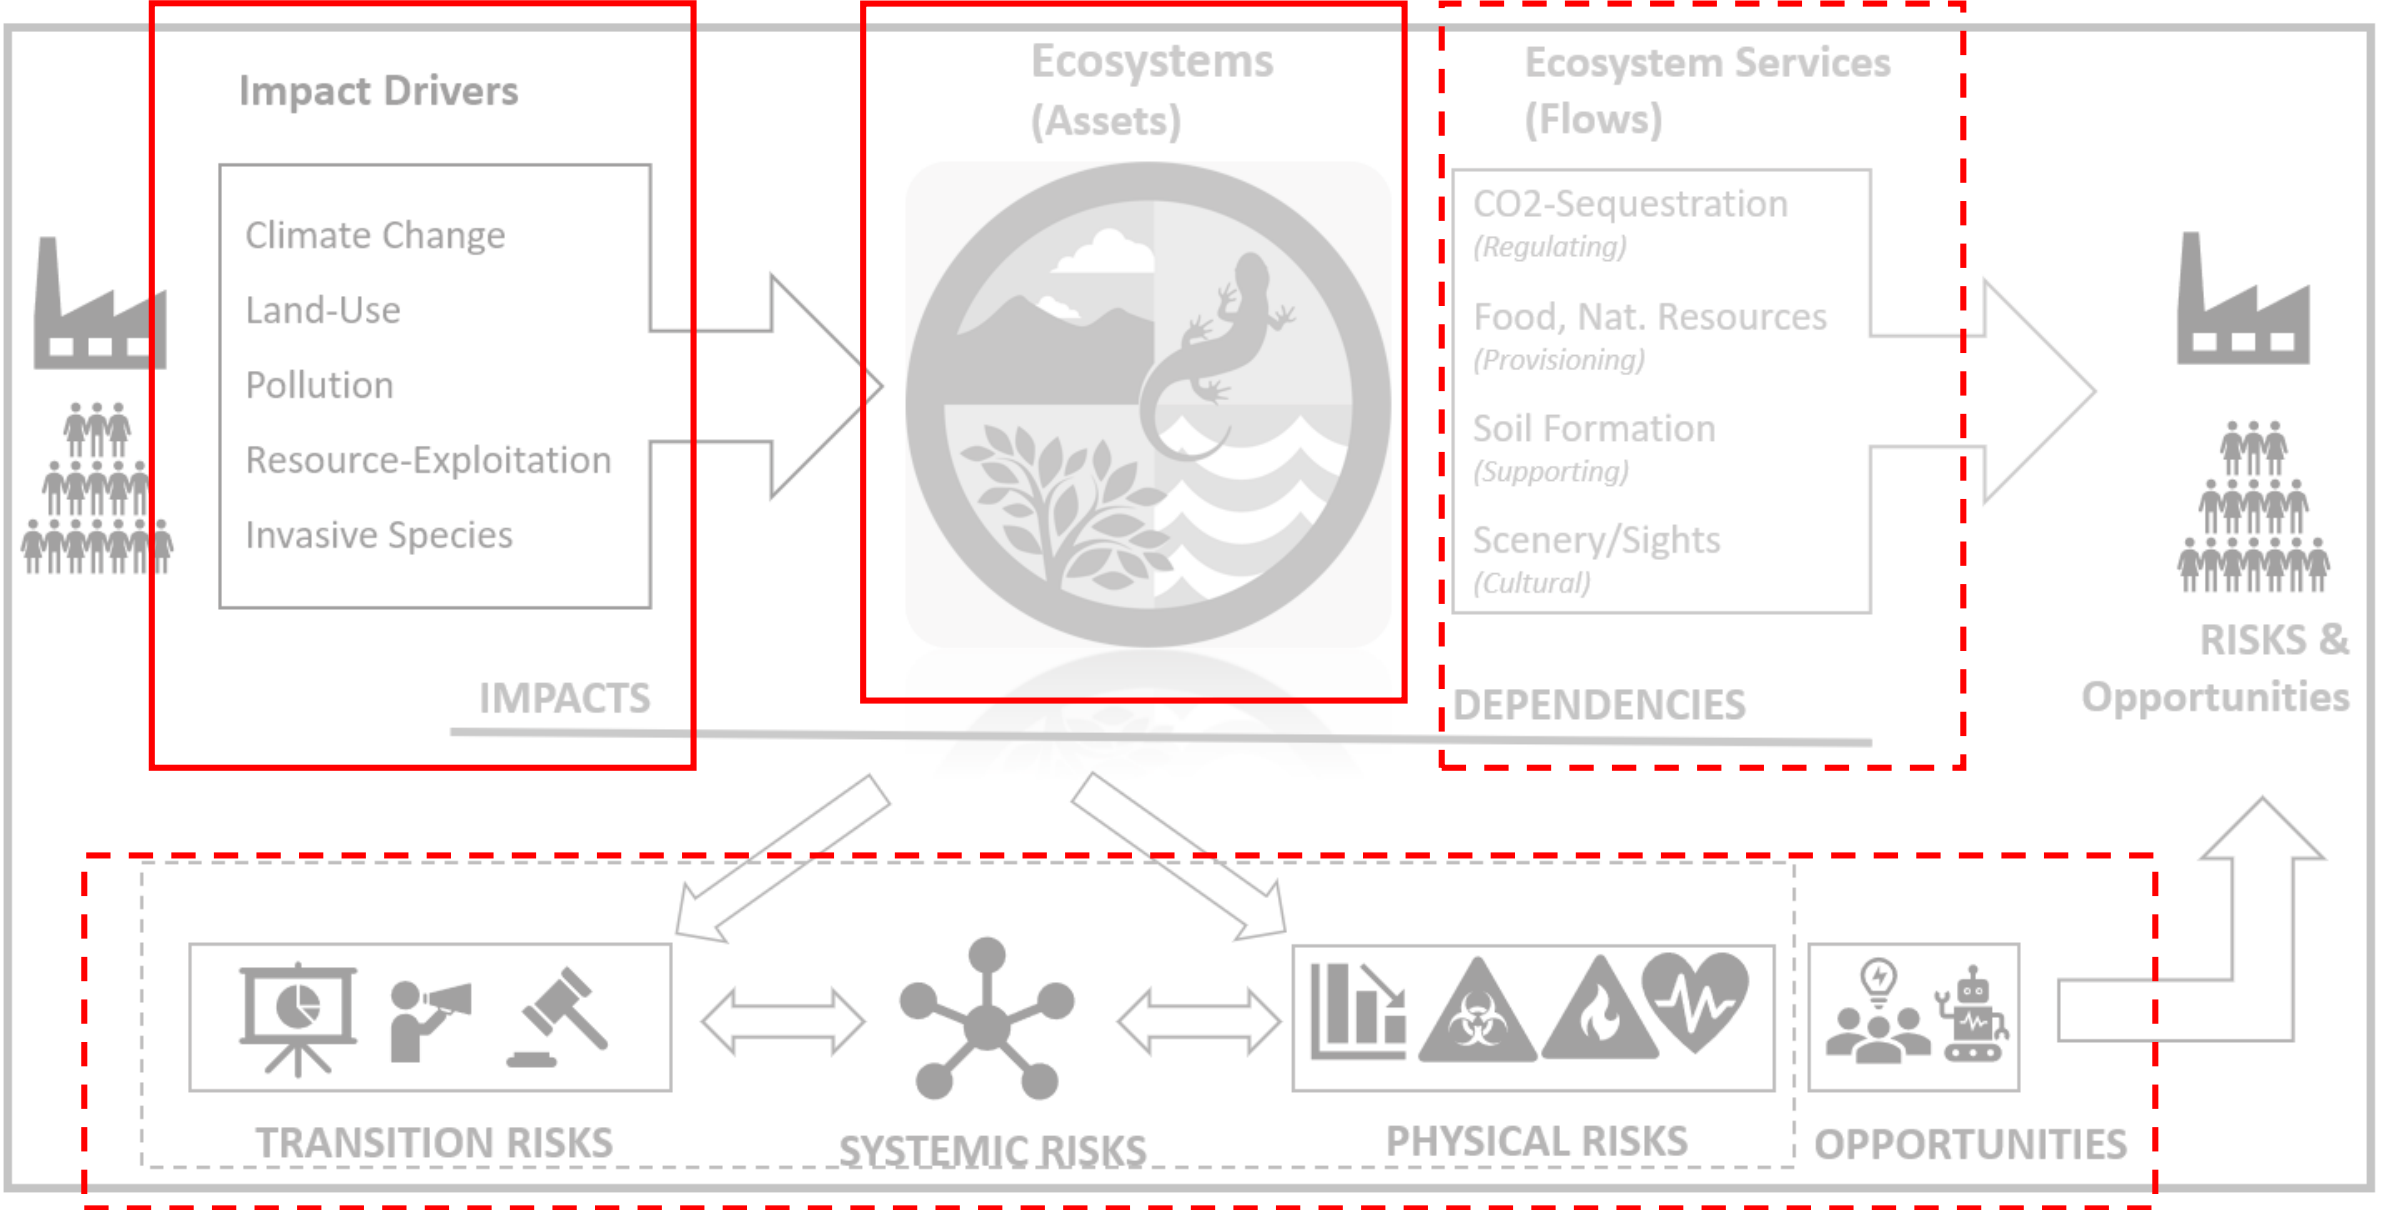 Impact Drivers
Climate Change
Land-Use
Pollution
Resource-Exploitation
Invasive Species
IMPACTS
Ecosystems
(Assets)
Ecosystem Services
(Flows)
CO2-Sequestration
(Regulating)
Food, Nat. Resources
(Provisioning)
Soil Formation
(Supporting)
Scenery/Sights
(Cultural)
DEPENDENCIES
RISKS &
Opportunities
TRANSITION RISKS
SYSTEMIC RISKS
PHYSICAL RISKS
OPPORTUNITIES